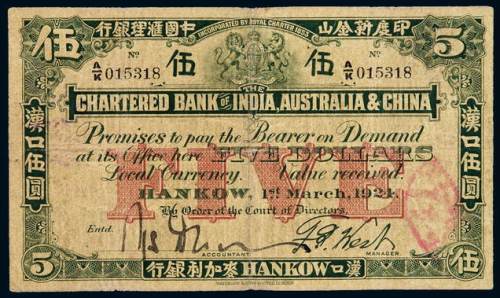 印度新金山中國滙理銀行
INCORPORATED BY ROYAL CHARTER 1853.
伍
5
Nº
A/K 015318
伍
伍
Nº
A/K 015318
THE
CHARTERED BANK OF INDIA, AUSTRALIA & CHINA
漢口伍圓
漢口伍圓
Promises to pay the Bearer on Demand
at its Office here FIVE DOLLARS
Local Currency. Value received.
FIVE
HANKOW, 1st March, 1924.
By Order of the Court of Directors.
Entd.
ACCOUNTANT.
MANAGER.
5
漢口 HANKOW 麥加利銀行
伍